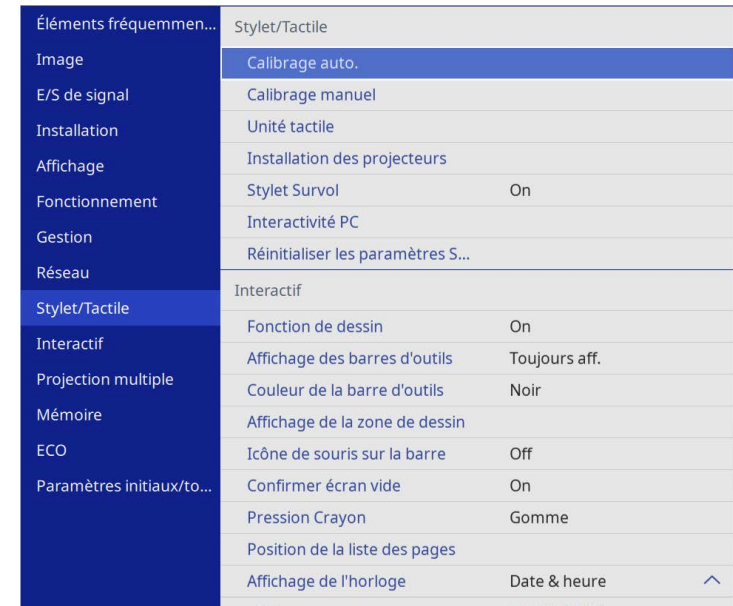 Éléments fréquemmen...
Image
E/S de signal
Installation
Affichage
Fonctionnement
Gestion
Réseau
Stylet/Tactile
Interactif
Projection multiple
Mémoire
ECO
Paramètres initiaux/to...
Stylet/Tactile
Calibrage auto.
Calibrage manuel
Unité tactile
Installation des projecteurs
Stylet Survol On
Interactivité PC
Réinitialiser les paramètres S...
Interactif
Fonction de dessin On
Affichage des barres d'outils Toujours aff.
Couleur de la barre d'outils Noir
Affichage de la zone de dessin
Icône de souris sur la barre Off
Confirmer écran vide On
Pression Crayon Gomme
Position de la liste des pages
Affichage de l'horloge Date & heure